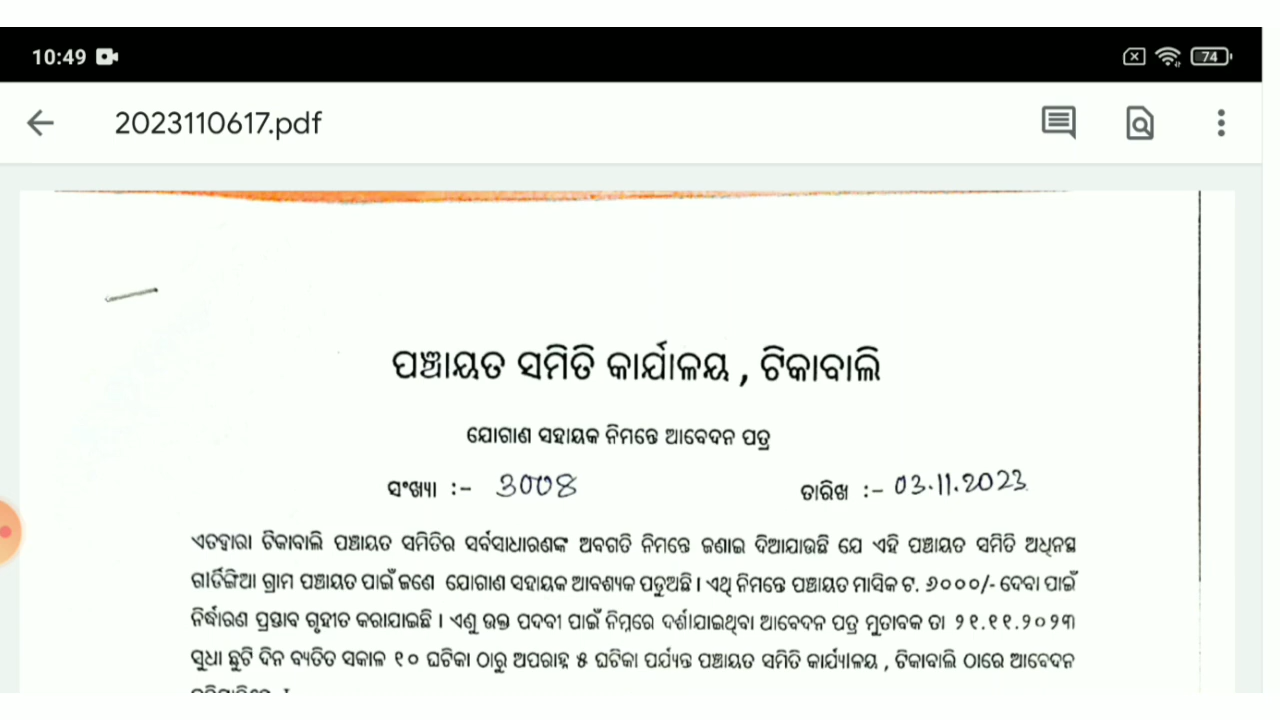 10:49
74
2023110617.pdf
ପଞ୍ଚାୟତ ସମିତି କାର୍ଯାଳୟ , ଟିକାବାଲି
ଯୋଗାଣ ସହାୟକ ନିମନ୍ତେ ଆବେଦନ ପତ୍ର
ସଂଖ୍ୟା :- 3008 ତାରିଖ :- 03.11.2023
ଏତଦ୍ୱାରା ଟିକାବାଲି ପଞ୍ଚାୟତ ସମିତିର ସର୍ବସାଧାରଣଙ୍କ ଅବଗତି ନିମନ୍ତେ ଜଣାଇ ଦିଆଯାଉଛି ଯେ ଏହି ପଞ୍ଚାୟତ ସମିତି ଅଧିନସ୍ଥ
ଗାର୍ଡିଙ୍ଗିଆ ଗ୍ରାମ ପଞ୍ଚାୟତ ପାଇଁ ଜଣେ ଯୋଗାଣ ସହାୟକ ଆବଶ୍ୟକ ପଡୁଅଛି । ଏଥି ନିମନ୍ତେ ପଞ୍ଚାୟତ ମାସିକ ଟ. ୬୦୦୦/- ଦେବା ପାଇଁ
ନିର୍ଦ୍ଧାରଣ ପ୍ରସ୍ତାବ ଗୃହୀତ କରାଯାଇଛି । ଏଣୁ ଉକ୍ତ ପଦବୀ ପାଇଁ ନିମ୍ନରେ ଦର୍ଶାଯାଇଥିବା ଆବେଦନ ପତ୍ର ମୁତାବକ ତା ୨୧.୧୧.୨୦୨୩
ସୁଧା ଛୁଟି ଦିନ ବ୍ୟତିତ ସକାଳ ୧୦ ଘଟିକା ଠାରୁ ଅପରାହ୍ନ ୫ ଘଟିକା ପର୍ଯ୍ୟନ୍ତ ପଞ୍ଚାୟତ ସମିତି କାର୍ଯ୍ୟାଳୟ , ଟିକାବାଲି ଠାରେ ଆବେଦନ